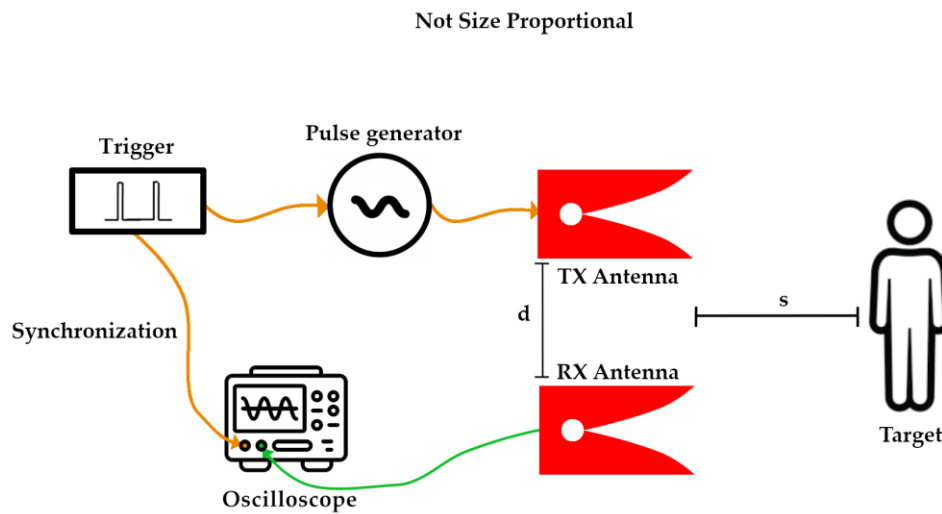 Not Size Proportional
Pulse generator
Trigger
TX Antenna
s
d
Synchronization
RX Antenna
Target
Oscilloscope